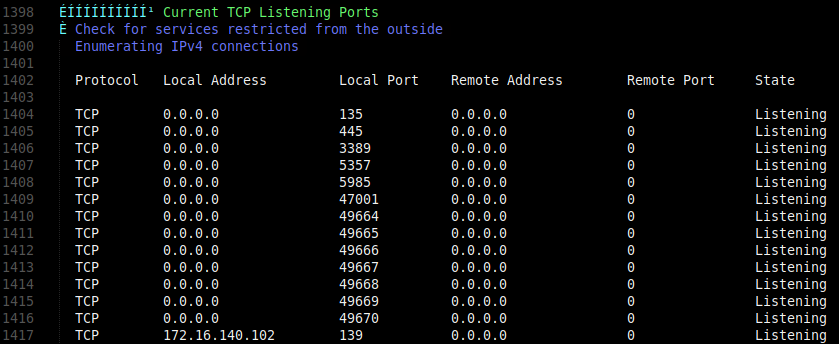 1398 ÉÍÍÍÍÍÍÍÍÍÍ¹ Current TCP Listening Ports
1399 È Check for services restricted from the outside
1400 Enumerating IPv4 connections
1401
1402 Protocol Local Address Local Port Remote Address Remote Port State
1403
1404 TCP 0.0.0.0 135 0.0.0.0 0 Listening
1405 TCP 0.0.0.0 445 0.0.0.0 0 Listening
1406 TCP 0.0.0.0 3389 0.0.0.0 0 Listening
1407 TCP 0.0.0.0 5357 0.0.0.0 0 Listening
1408 TCP 0.0.0.0 5985 0.0.0.0 0 Listening
1409 TCP 0.0.0.0 47001 0.0.0.0 0 Listening
1410 TCP 0.0.0.0 49664 0.0.0.0 0 Listening
1411 TCP 0.0.0.0 49665 0.0.0.0 0 Listening
1412 TCP 0.0.0.0 49666 0.0.0.0 0 Listening
1413 TCP 0.0.0.0 49667 0.0.0.0 0 Listening
1414 TCP 0.0.0.0 49668 0.0.0.0 0 Listening
1415 TCP 0.0.0.0 49669 0.0.0.0 0 Listening
1416 TCP 0.0.0.0 49670 0.0.0.0 0 Listening
1417 TCP 172.16.140.102 139 0.0.0.0 0 Listening